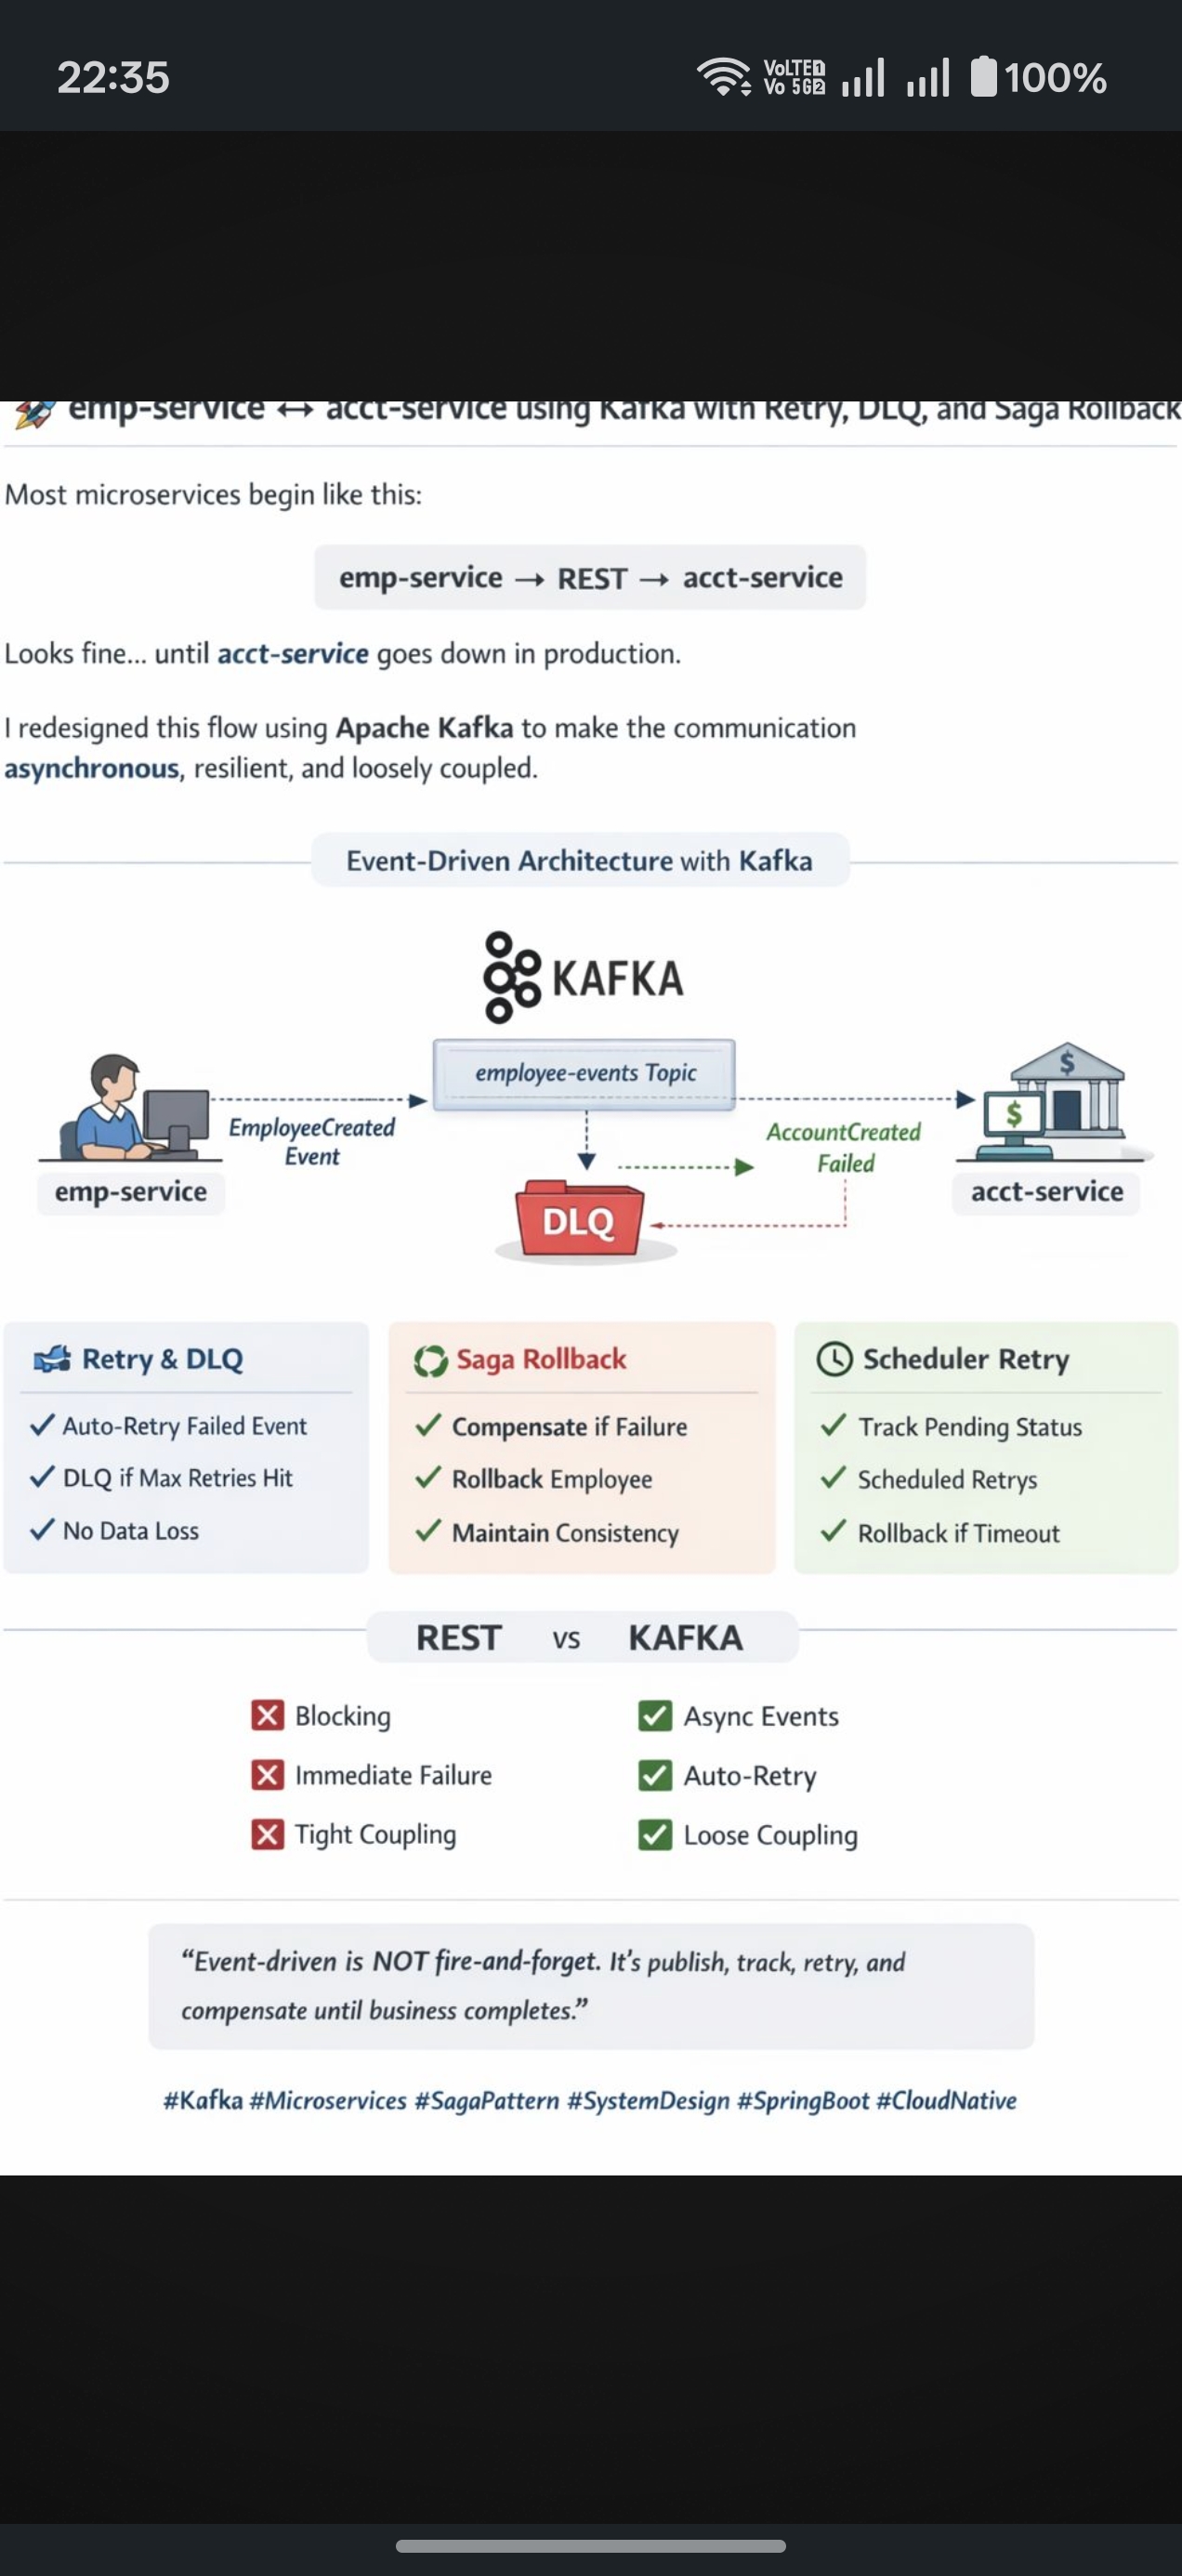 22:35
VoLTE1
Vo 5G2
100%
emp-service ↔ acct-service using Kafka with Retry, DLQ, and Saga Rollback
Most microservices begin like this:
emp-service → REST → acct-service
Looks fine... until acct-service goes down in production.
I redesigned this flow using Apache Kafka to make the communication
asynchronous, resilient, and loosely coupled.
Event-Driven Architecture with Kafka
KAFKA
employee-events Topic
EmployeeCreated
Event
AccountCreated
Failed
$
$
emp-service
DLQ
acct-service
Retry & DLQ
✓ Auto-Retry Failed Event
✓ DLQ if Max Retries Hit
✓ No Data Loss
Saga Rollback
✓ Compensate if Failure
✓ Rollback Employee
✓ Maintain Consistency
Scheduler Retry
✓ Track Pending Status
✓ Scheduled Retrys
✓ Rollback if Timeout
REST vs KAFKA
❌ Blocking
❌ Immediate Failure
❌ Tight Coupling
✅ Async Events
✅ Auto-Retry
✅ Loose Coupling
“Event-driven is NOT fire-and-forget. It’s publish, track, retry, and
compensate until business completes.”
#Kafka #Microservices #SagaPattern #SystemDesign #SpringBoot #CloudNative